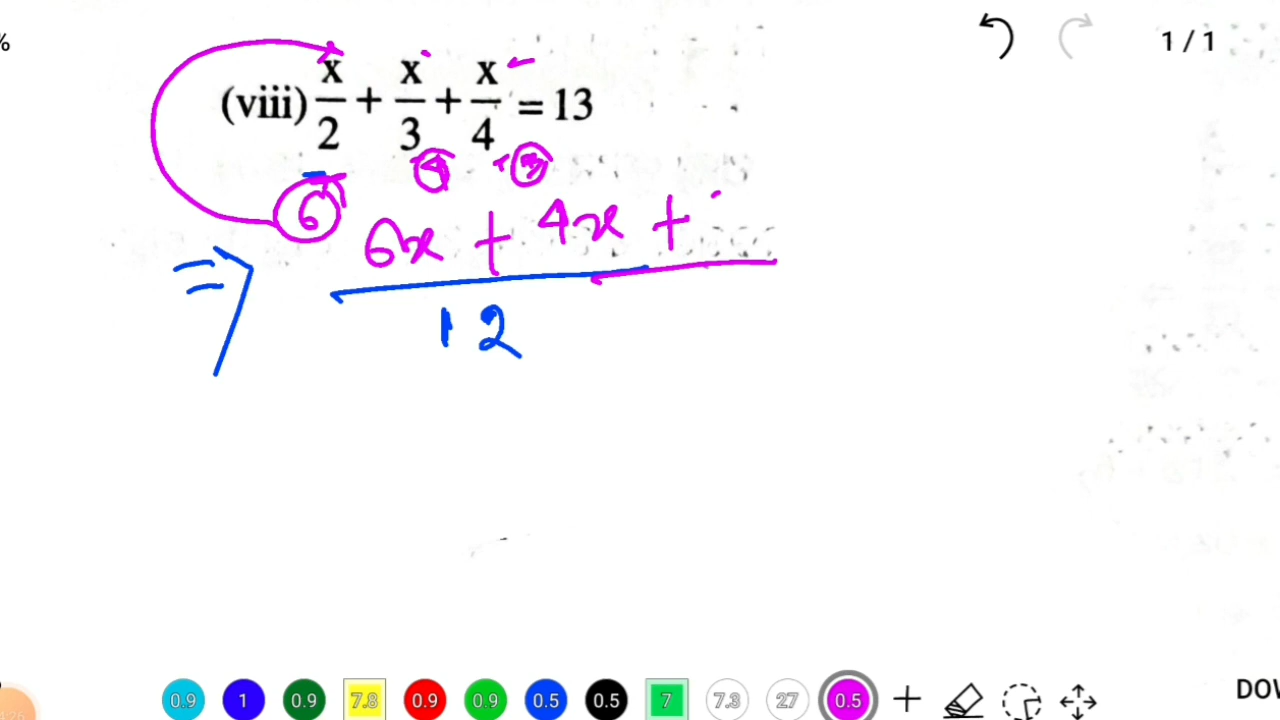 %
1 / 1
(viii) x/2 + x/3 + x/4 = 13
6 4 3
6x + 4x +
⇒
12
0.9 1 0.9 7.8 0.9 0.9 0.5 0.5 7 7.3 27 0.5 +
DOV